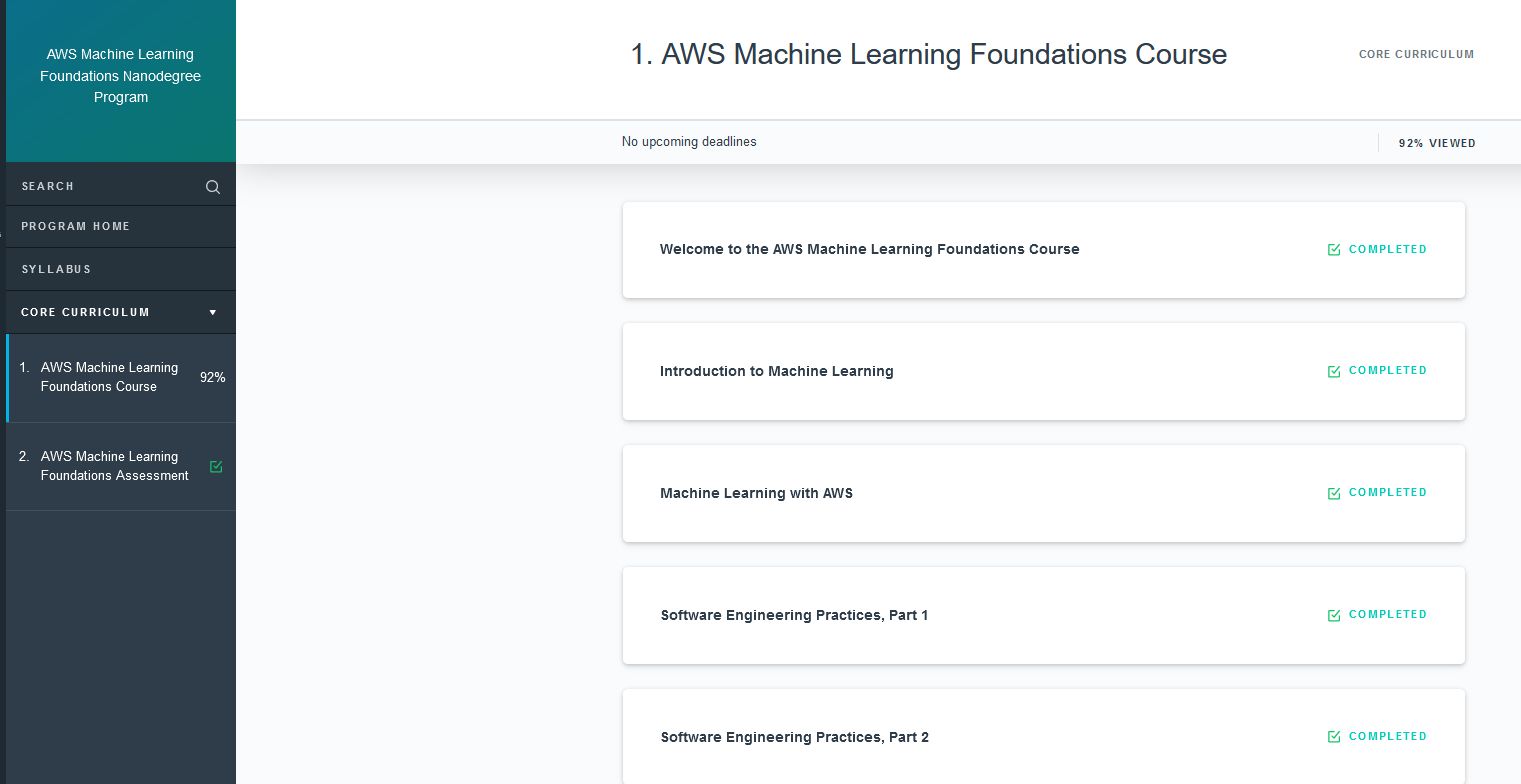 AWS Machine Learning
Foundations Nanodegree
Program
SEARCH
PROGRAM HOME
SYLLABUS
CORE CURRICULUM
1. AWS Machine Learning
Foundations Course
92%
2. AWS Machine Learning
Foundations Assessment
1. AWS Machine Learning Foundations Course
CORE CURRICULUM
No upcoming deadlines
92% VIEWED
Welcome to the AWS Machine Learning Foundations Course
COMPLETED
Introduction to Machine Learning
COMPLETED
Machine Learning with AWS
COMPLETED
Software Engineering Practices, Part 1
COMPLETED
Software Engineering Practices, Part 2
COMPLETED